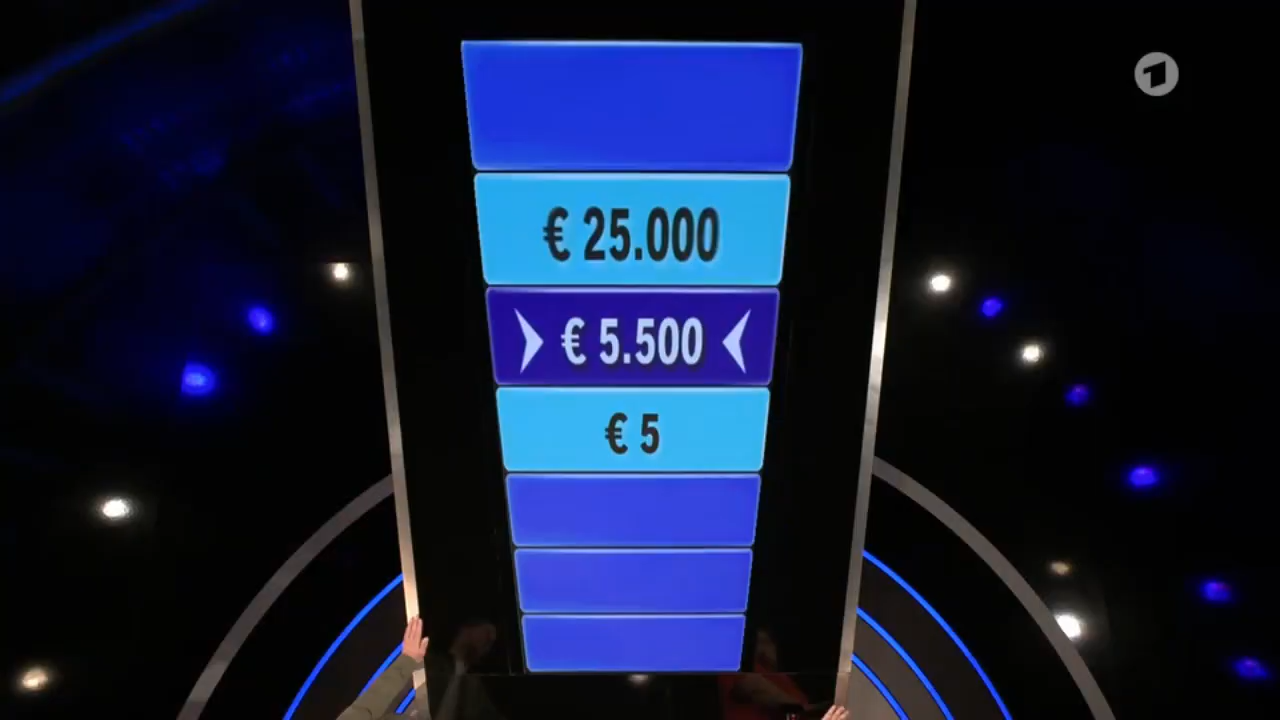 € 25.000
€ 5.500
€ 5
1